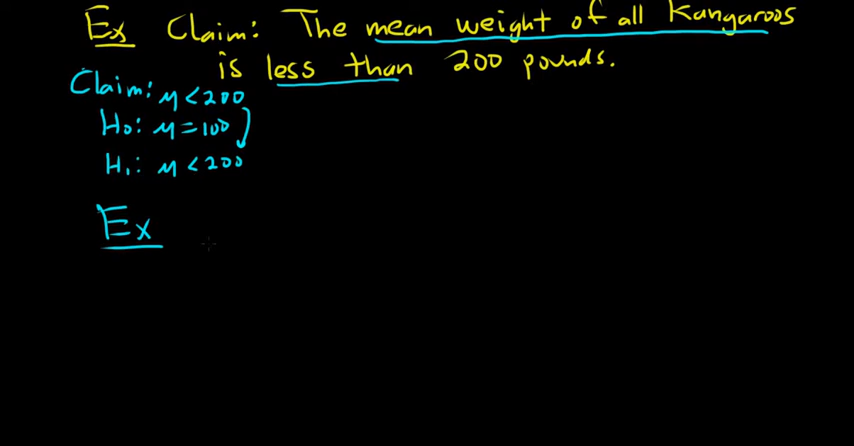 Ex Claim: The mean weight of all Kangaroos
is less than 200 pounds.
Claim: μ < 200
H₀: μ = 100
H₁: μ < 200
Ex